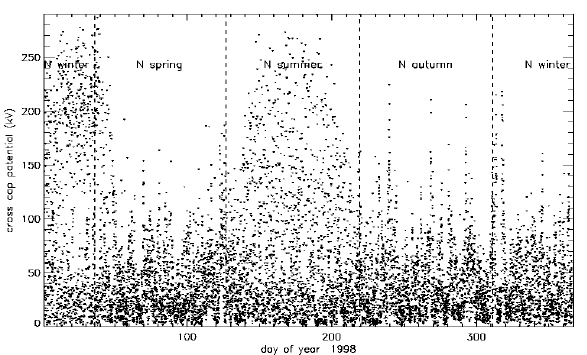 250
N winter
N spring
N summer
N autumn
N winter
200
150
100
50
0
cross cap potential (kV)
100
200
300
day of year 1998